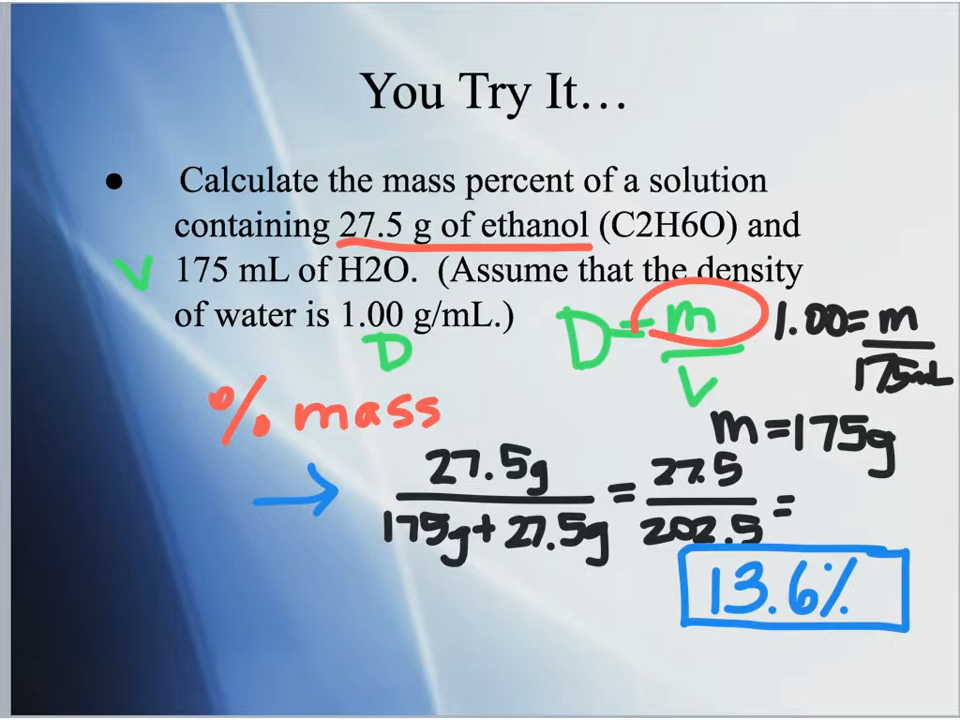 You Try It…
• Calculate the mass percent of a solution
containing 27.5 g of ethanol (C2H6O) and
V 175 mL of H2O. (Assume that the density
of water is 1.00 g/mL.)
D
D = m / V
1.00 = m / 175mL
m = 175g
% mass
→ 27.5g / 175g + 27.5g = 27.5 / 202.5 =
13.6%